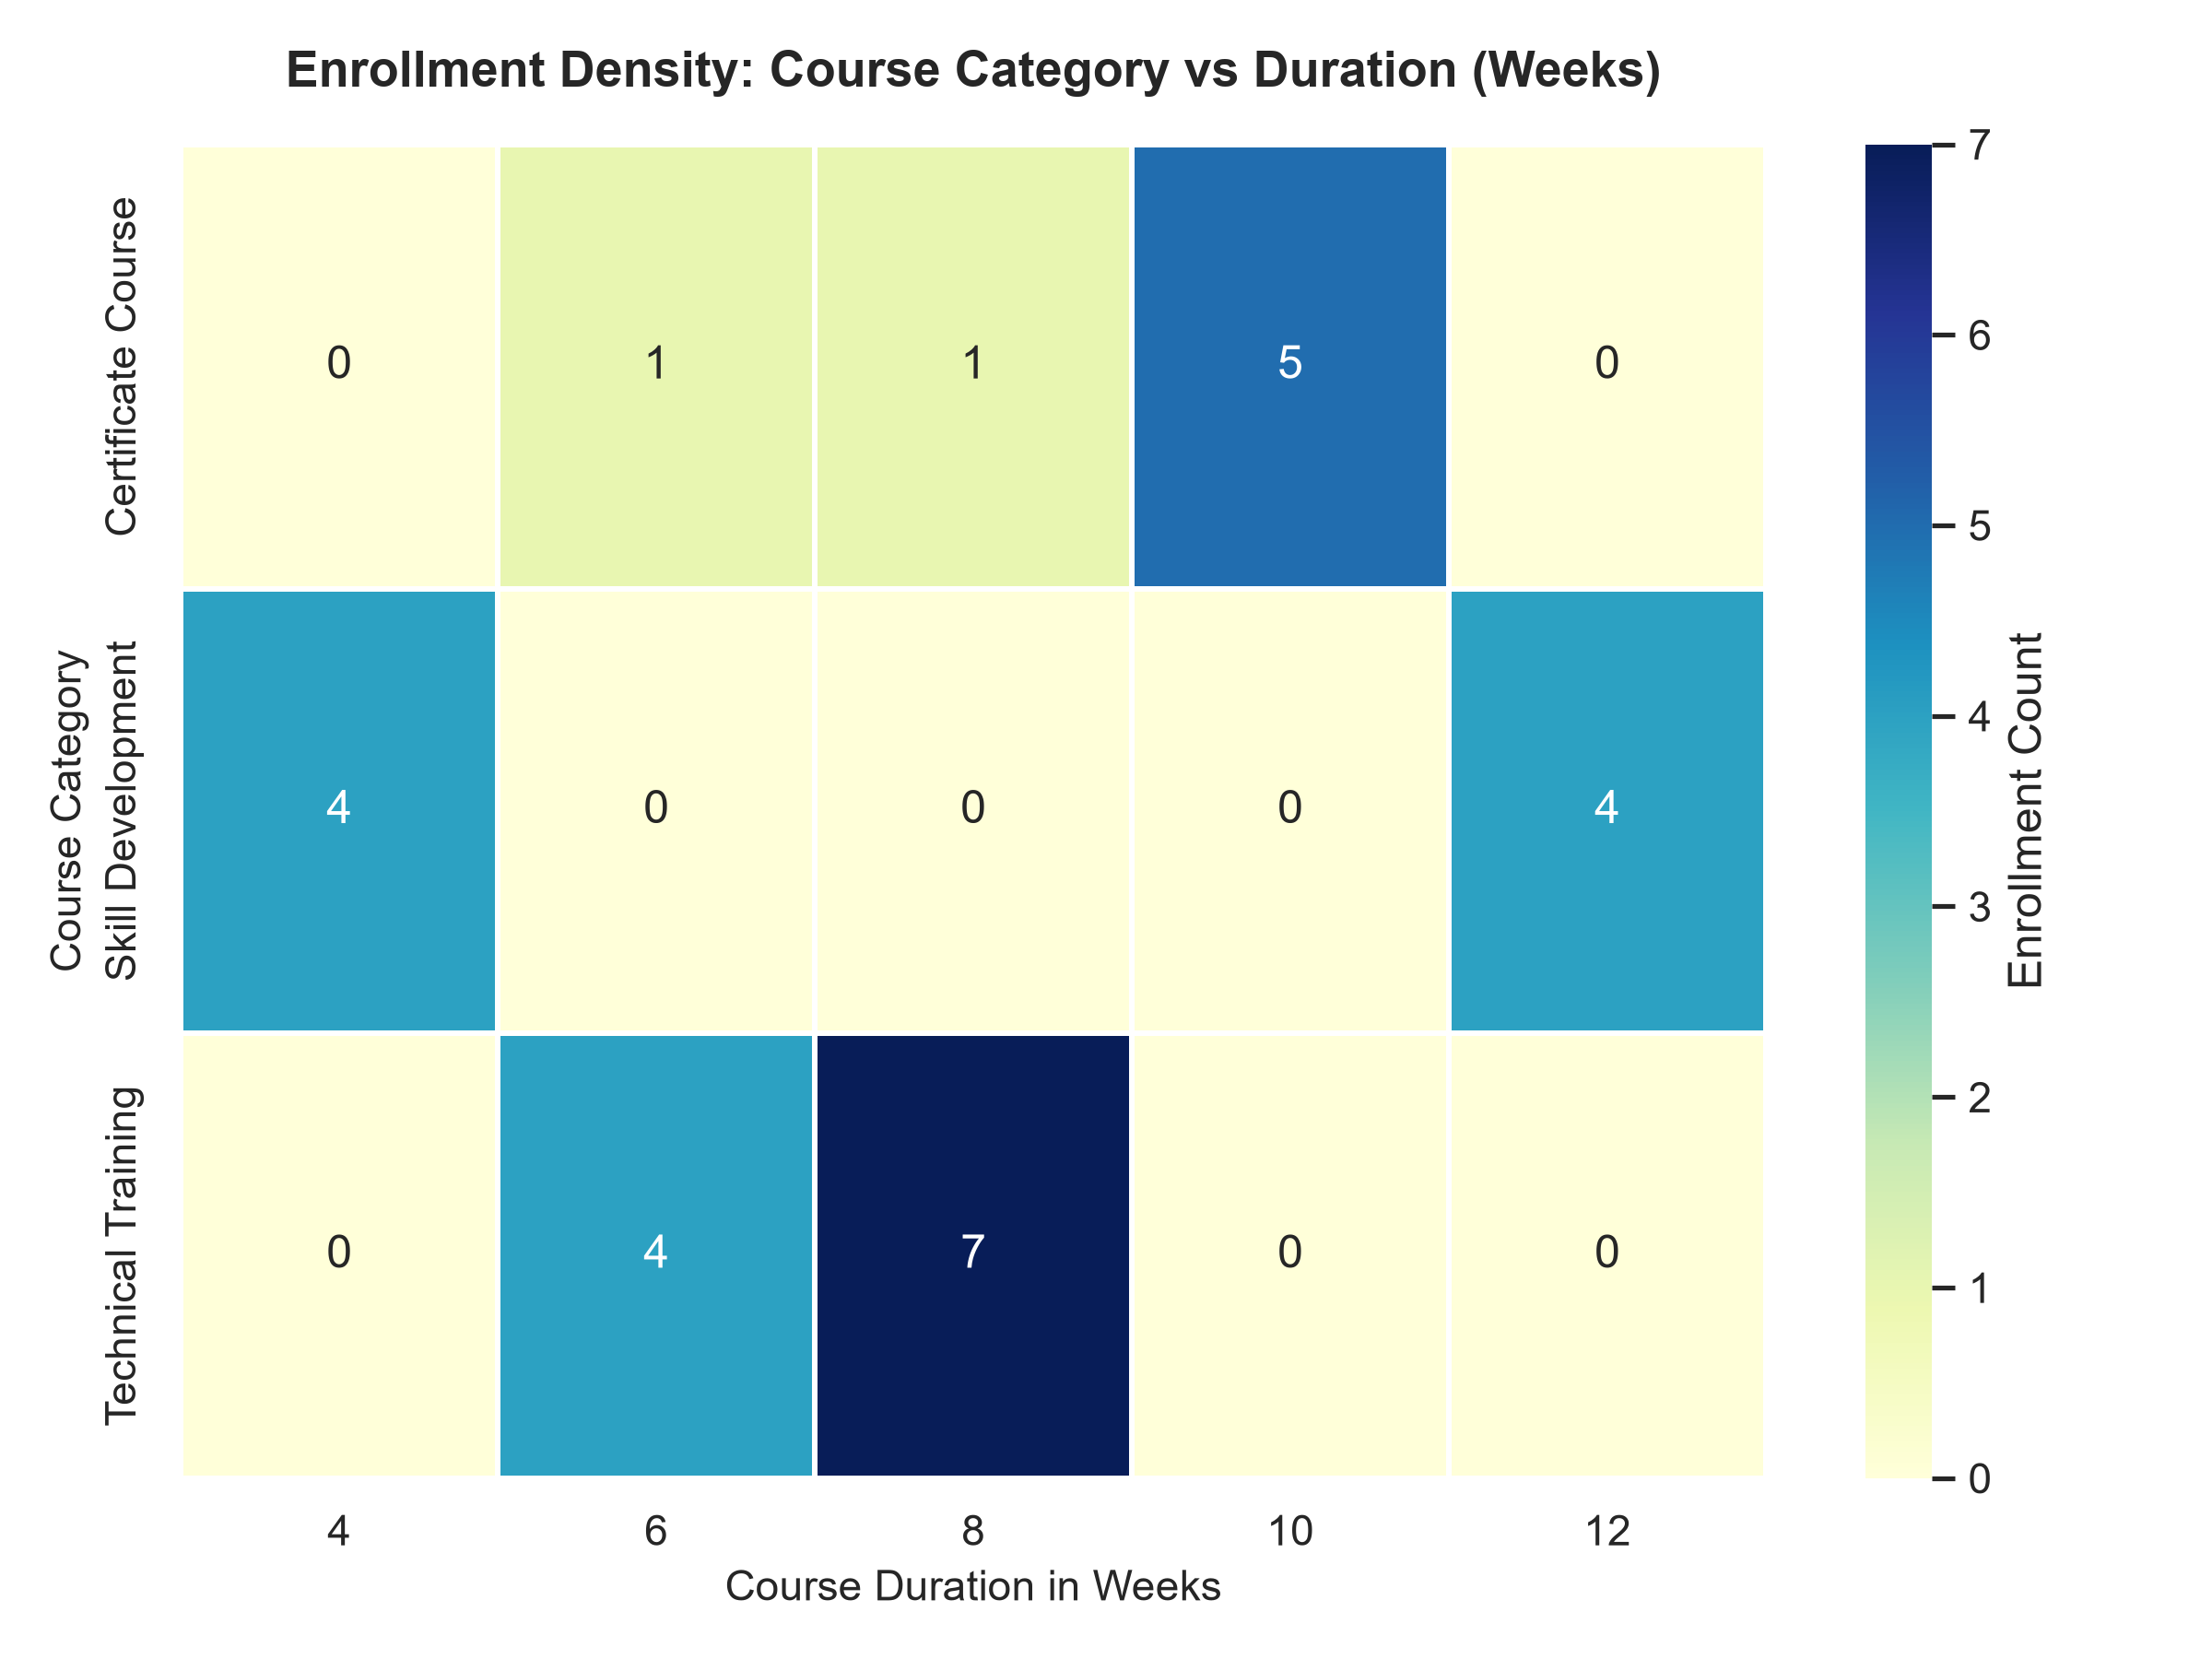 Enrollment Density: Course Category vs Duration (Weeks)
Course Category
Certificate Course
0 1 1 5 0
Skill Development
4 0 0 0 4
Technical Training
0 4 7 0 0
4 6 8 10 12
Course Duration in Weeks
7
6
5
4
3
2
1
0
Enrollment Count